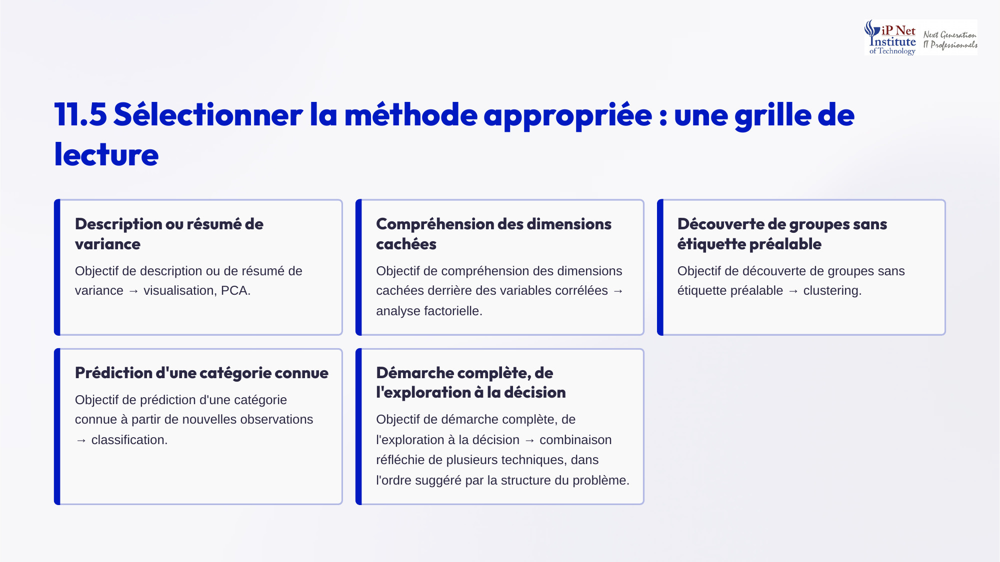 iP Net
Institute
of Technology
Next Generation
IT Professionnels
11.5 Sélectionner la méthode appropriée : une grille de
lecture
Description ou résumé de
variance
Objectif de description ou de résumé de
variance → visualisation, PCA.
Compréhension des dimensions
cachées
Objectif de compréhension des dimensions
cachées derrière des variables corrélées →
analyse factorielle.
Découverte de groupes sans
étiquette préalable
Objectif de découverte de groupes sans
étiquette préalable → clustering.
Prédiction d'une catégorie connue
Objectif de prédiction d'une catégorie
connue à partir de nouvelles observations
→ classification.
Démarche complète, de
l'exploration à la décision
Objectif de démarche complète, de
l'exploration à la décision → combinaison
réfléchie de plusieurs techniques, dans
l'ordre suggéré par la structure du problème.